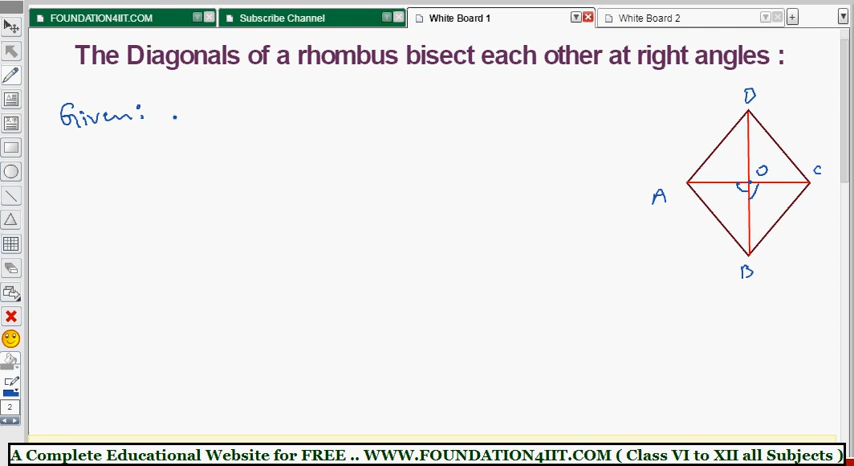 FOUNDATION4IIT.COM
Subscribe Channel
White Board 1
White Board 2
The Diagonals of a rhombus bisect each other at right angles :
Given: .
D
O
C
A
B
2
A Complete Educational Website for FREE .. WWW.FOUNDATION4IIT.COM ( Class VI to XII all Subjects )